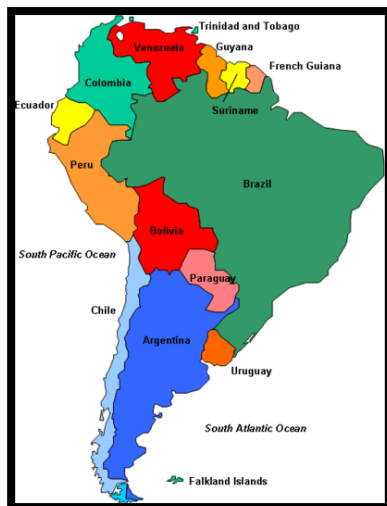 Trinidad and Tobago
Venezuela
Guyana
French Guiana
Colombia
Ecuador
Suriname
Peru
Brazil
Bolivia
South Pacific Ocean
Paraguay
Chile
Argentina
Uruguay
South Atlantic Ocean
Falkland Islands